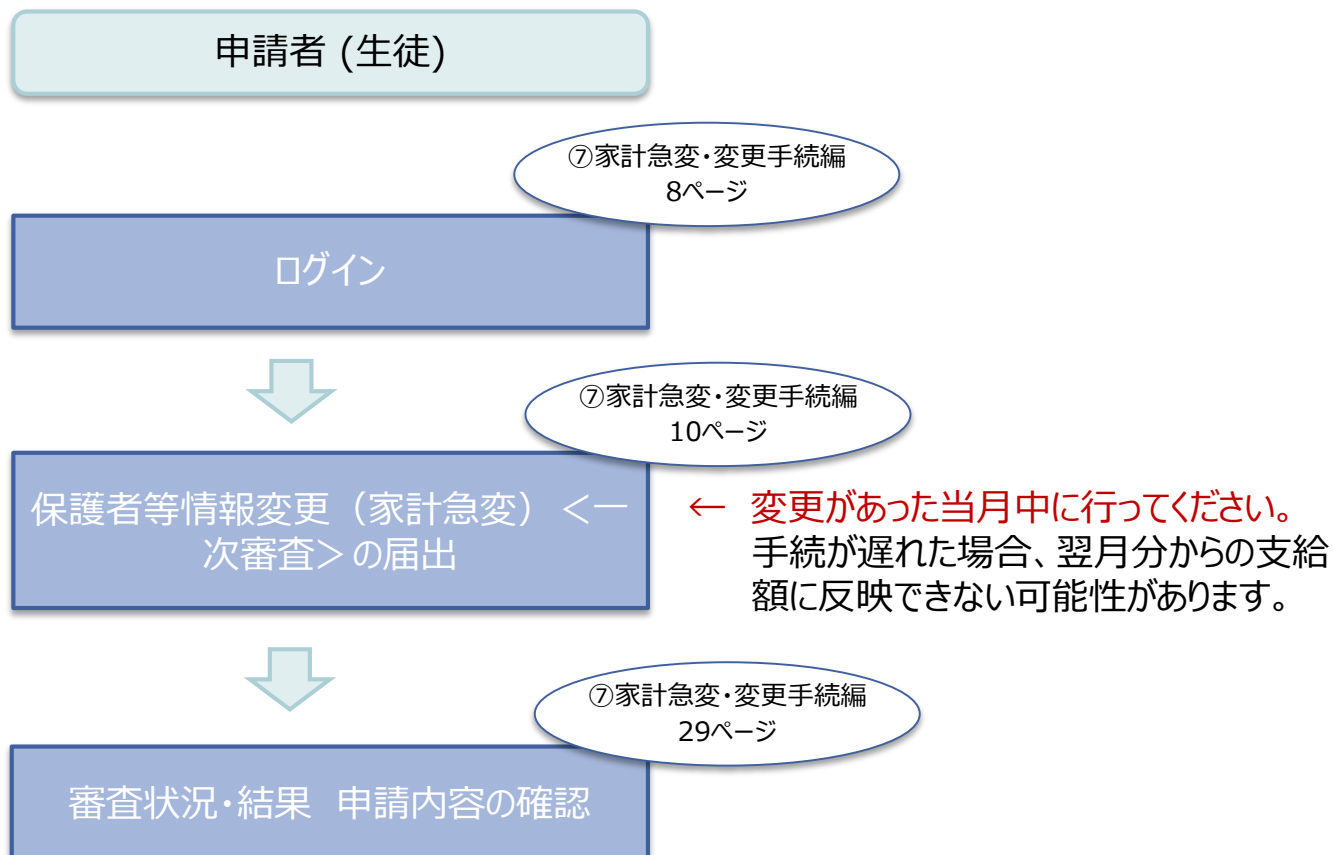 申請者 (生徒)
⑦家計急変・変更手続編
8ページ
ログイン
⑦家計急変・変更手続編
10ページ
保護者等情報変更（家計急変）＜一
次審査＞の届出
← 変更があった当月中に行ってください。
手続が遅れた場合、翌月分からの支給
額に反映できない可能性があります。
⑦家計急変・変更手続編
29ページ
審査状況・結果　申請内容の確認